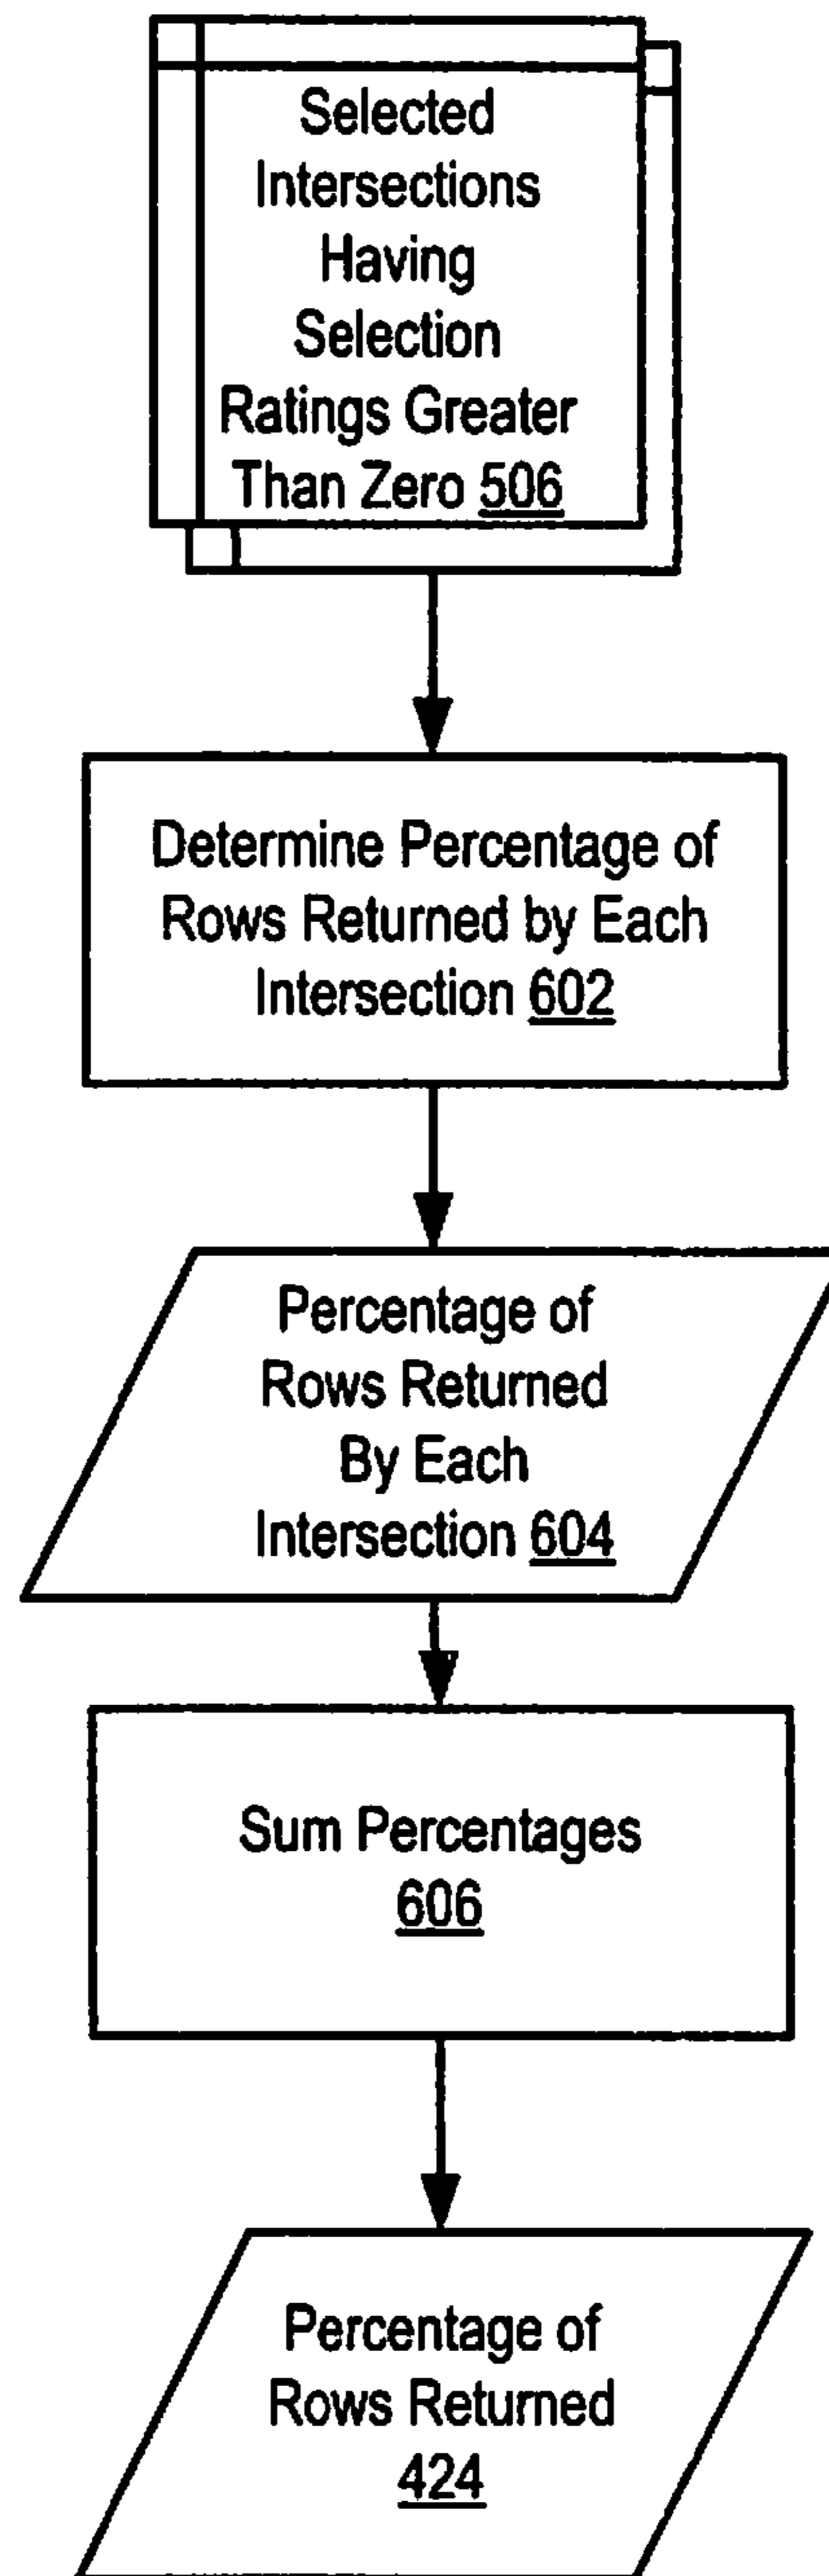 Selected
Intersections
Having
Selection
Ratings Greater
Than Zero 506
Determine Percentage of
Rows Returned by Each
Intersection 602
Percentage of
Rows Returned
By Each
Intersection 604
Sum Percentages
606
Percentage of
Rows Returned
424